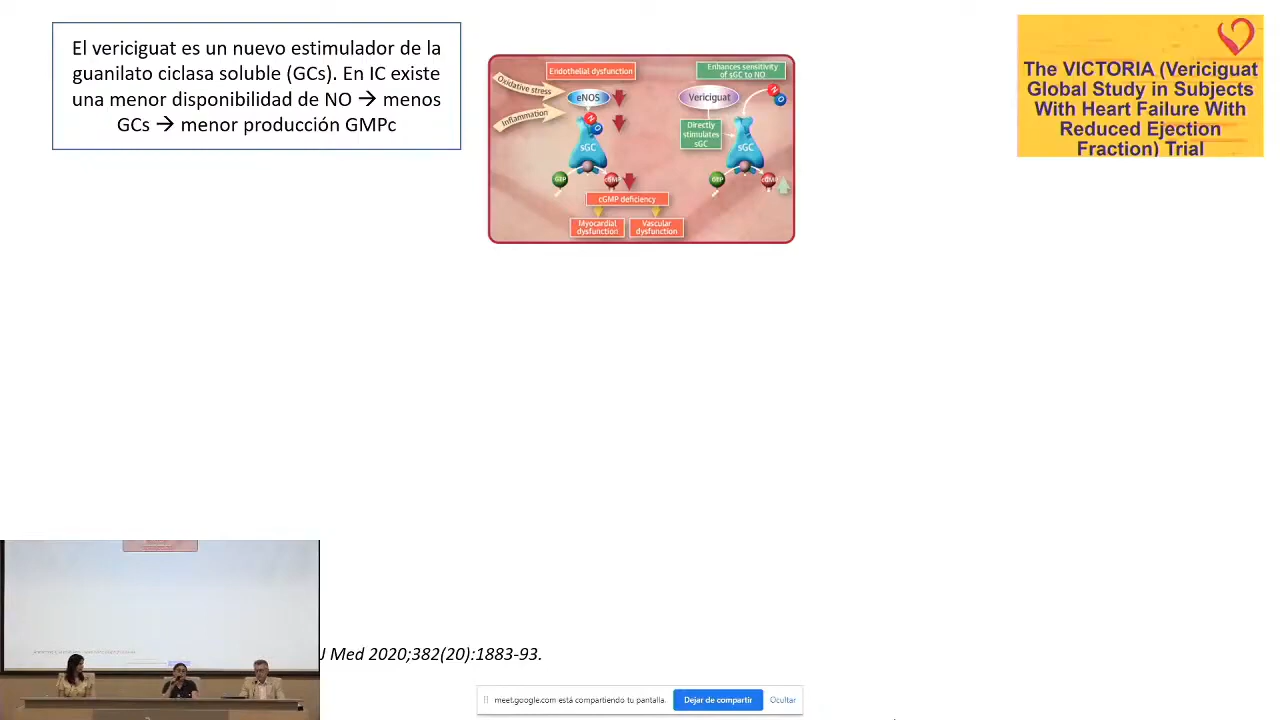 El vericiguat es un nuevo estimulador de la
guanilato ciclasa soluble (GCs). En IC existe
una menor disponibilidad de NO → menos
GCs → menor producción GMPc
Endothelial dysfunction
Oxidative stress
Inflammation
eNOS
N
O
sGC
GTP
cGMP
cGMP deficiency
Myocardial
dysfunction
Vascular
dysfunction
Enhances sensitivity
of sGC to NO
Vericiguat
N
O
Directly
stimulates
sGC
sGC
GTP
cGMP
The VICTORIA (Vericiguat
Global Study in Subjects
With Heart Failure With
Reduced Ejection
Fraction) Trial
J Med 2020;382(20):1883-93.
meet.google.com está compartiendo tu pantalla.
Dejar de compartir
Ocultar